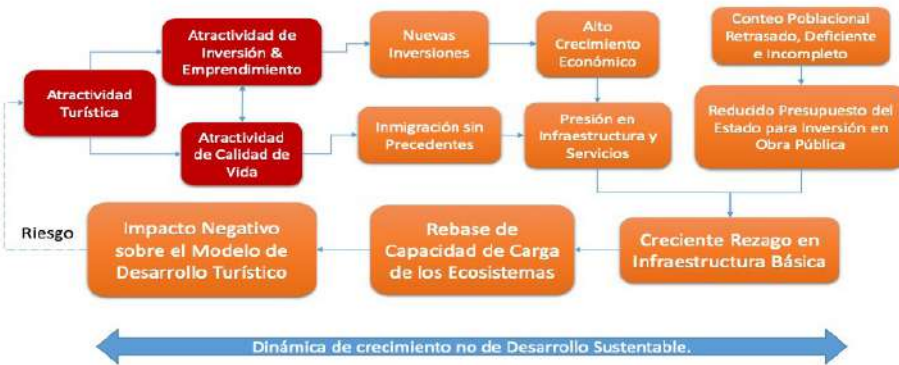 Atractividad de
Inversión &
Emprendimiento
Nuevas
Inversiones
Alto
Crecimiento
Económico
Conteo Poblacional
Retrasado, Deficiente
e Incompleto
Atractividad
Turística
Atractividad
de Calidad de
Vida
Inmigración sin
Precedentes
Presión en
Infraestructura y
Servicios
Reducido Presupuesto del
Estado para Inversión en
Obra Pública
Riesgo
Impacto Negativo
sobre el Modelo de
Desarrollo Turístico
Rebase de
Capacidad de Carga
de los Ecosistemas
Creciente Rezago en
Infraestructura Básica
Dinámica de crecimiento no de Desarrollo Sustentable.